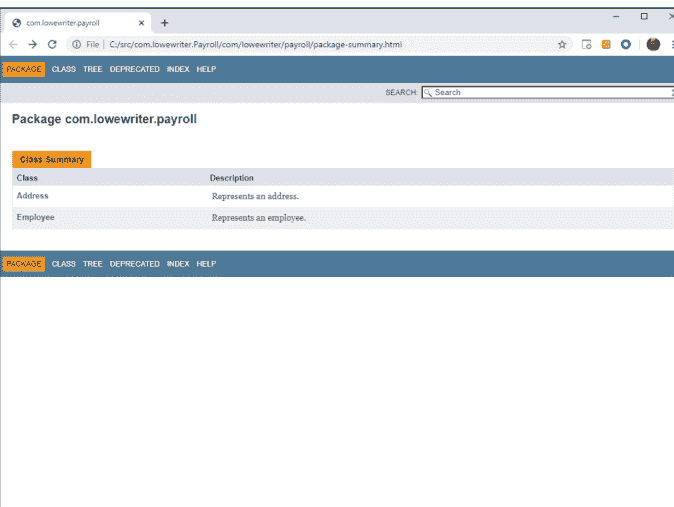 com.lowewriter.payroll
File | C:/src/com.lowewriter.Payroll/com/lowewriter/payroll/package-summary.html
PACKAGE CLASS TREE DEPRECATED INDEX HELP
SEARCH: Search
Package com.lowewriter.payroll
Class Summary
Class Description
Address Represents an address.
Employee Represents an employee.
PACKAGE CLASS TREE DEPRECATED INDEX HELP